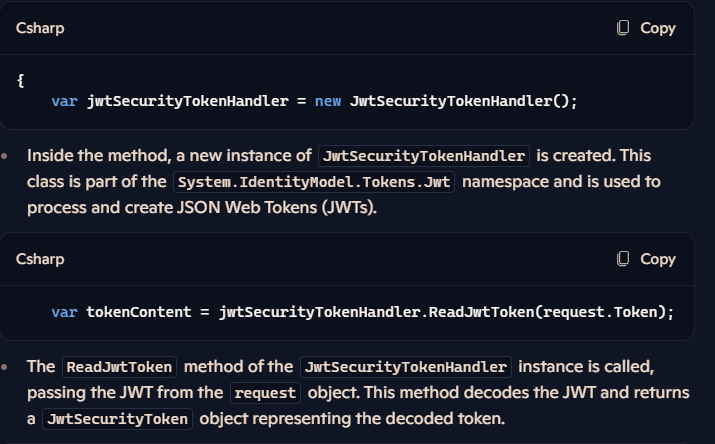 Csharp
Copy
{
var jwtSecurityTokenHandler = new JwtSecurityTokenHandler();
Inside the method, a new instance of JwtSecurityTokenHandler is created. This
class is part of the System.IdentityModel.Tokens.Jwt namespace and is used to
process and create JSON Web Tokens (JWTs).
Csharp
Copy
var tokenContent = jwtSecurityTokenHandler.ReadJwtToken(request.Token);
The ReadJwtToken method of the JwtSecurityTokenHandler instance is called,
passing the JWT from the request object. This method decodes the JWT and returns
a JwtSecurityToken object representing the decoded token.